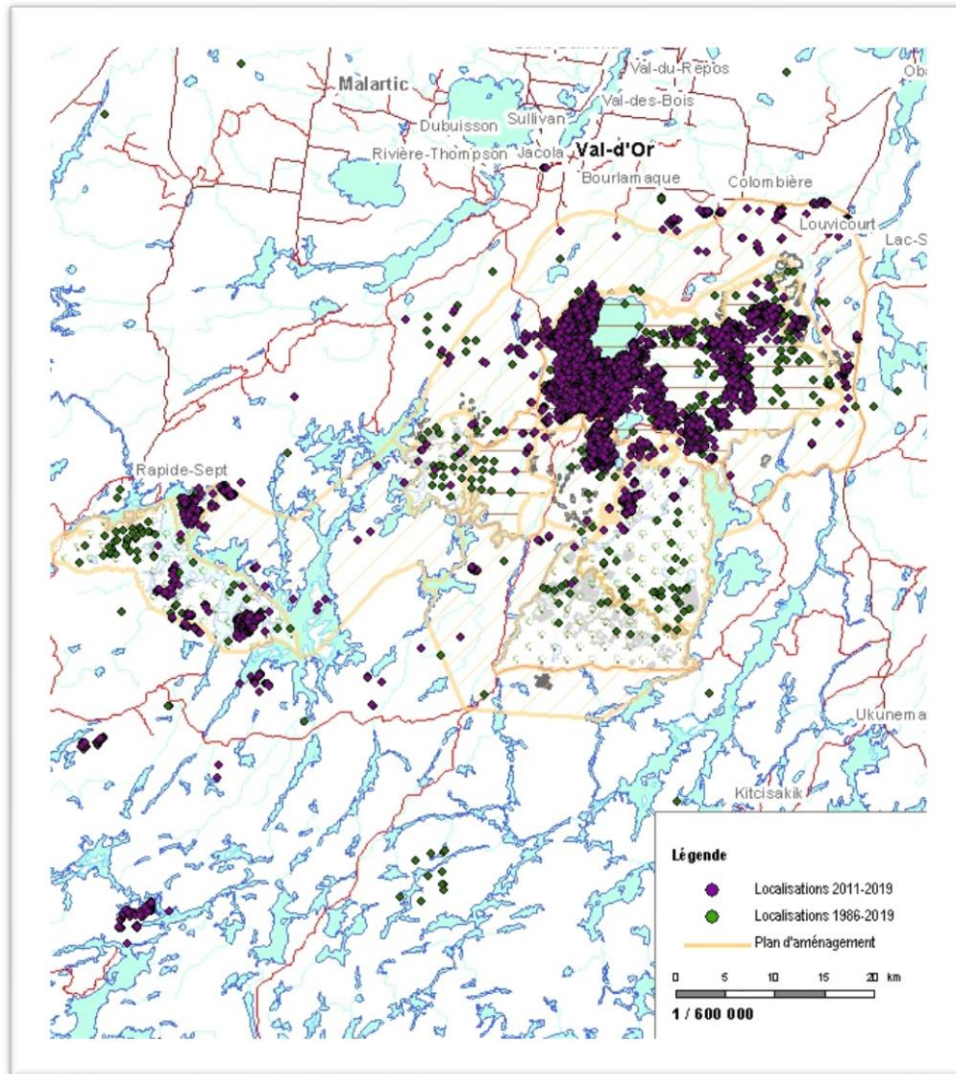 Val-du-Repos
Malartic
Val-des-Bois
Sullivan
Dubuisson
Rivière-Thompson Jacola Val-d'Or
Bourlamaque
Colombière
Louvicourt
Lac-S
Rapide-Sept
Ukunema
Kitcisakik
Légende
Localisations 2011-2019
Localisations 1986-2019
Plan d'aménagement
0 5 10 15 20 km
1 / 600 000